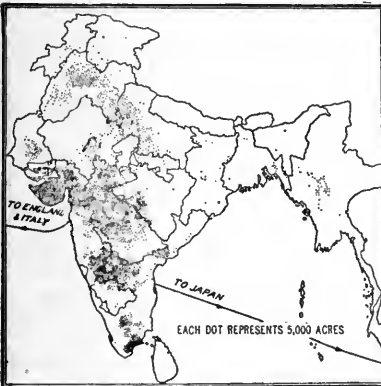 TO ENGLAND
& ITALY
TO JAPAN
EACH DOT REPRESENTS 5,000 ACRES